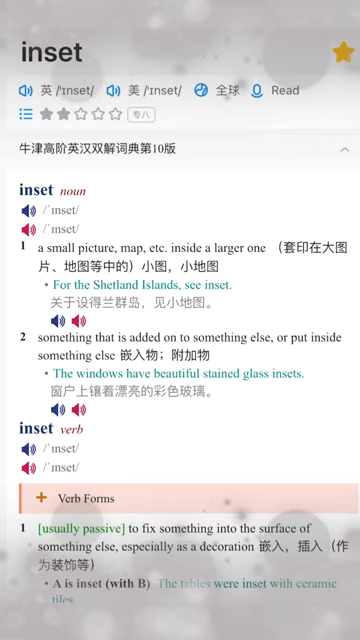 inset
英 /'ɪnset/ 美 /'ɪnset/ 全球 Read
专八
牛津高阶英汉双解词典第10版
inset noun
/ˈɪnset/
/ˈɪnset/
1 a small picture, map, etc. inside a larger one （套印在大图
片、地图等中的）小图，小地图
• For the Shetland Islands, see inset.
关于设得兰群岛，见小地图。
2 something that is added on to something else, or put inside
something else 嵌入物；附加物
• The windows have beautiful stained glass insets.
窗户上镶着漂亮的彩色玻璃。
inset verb
/ˈɪnset/
/ˈɪnset/
+ Verb Forms
1 [usually passive] to fix something into the surface of
something else, especially as a decoration 嵌入，插入（作
为装饰等）
• A is inset (with B) The tables were inset with ceramic
tiles.